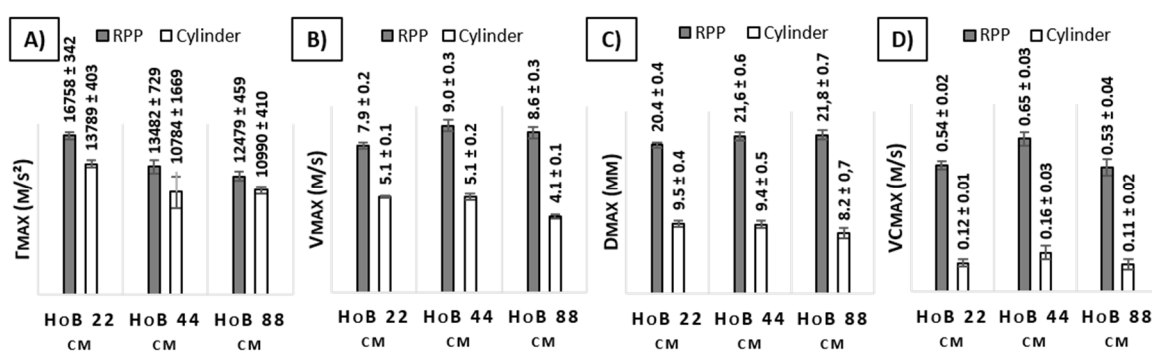 A)
RPP Cylinder
16758 ± 342
13789 ± 403
13482 ± 729
10784 ± 1669
12479 ± 459
10990 ± 410
ΓMAX (M/S²)
HOB 22 CM
HOB 44 CM
HOB 88 CM
B)
RPP Cylinder
7.9 ± 0.2
5.1 ± 0.1
9.0 ± 0.3
5.1 ± 0.2
8.6 ± 0.3
4.1 ± 0.1
VMAX (M/S)
HOB 22 CM
HOB 44 CM
HOB 88 CM
C)
RPP Cylinder
20.4 ± 0.4
9.5 ± 0.4
21,6 ± 0.6
9.4 ± 0.5
21,8 ± 0.7
8.2 ± 0,7
DMAX (MM)
HOB 22 CM
HOB 44 CM
HOB 88 CM
D)
RPP Cylinder
0.54 ± 0.02
0.12 ± 0.01
0.65 ± 0.03
0.16 ± 0.03
0.53 ± 0.04
0.11 ± 0.02
VCMAX (M/S)
HOB 22 CM
HOB 44 CM
HOB 88 CM